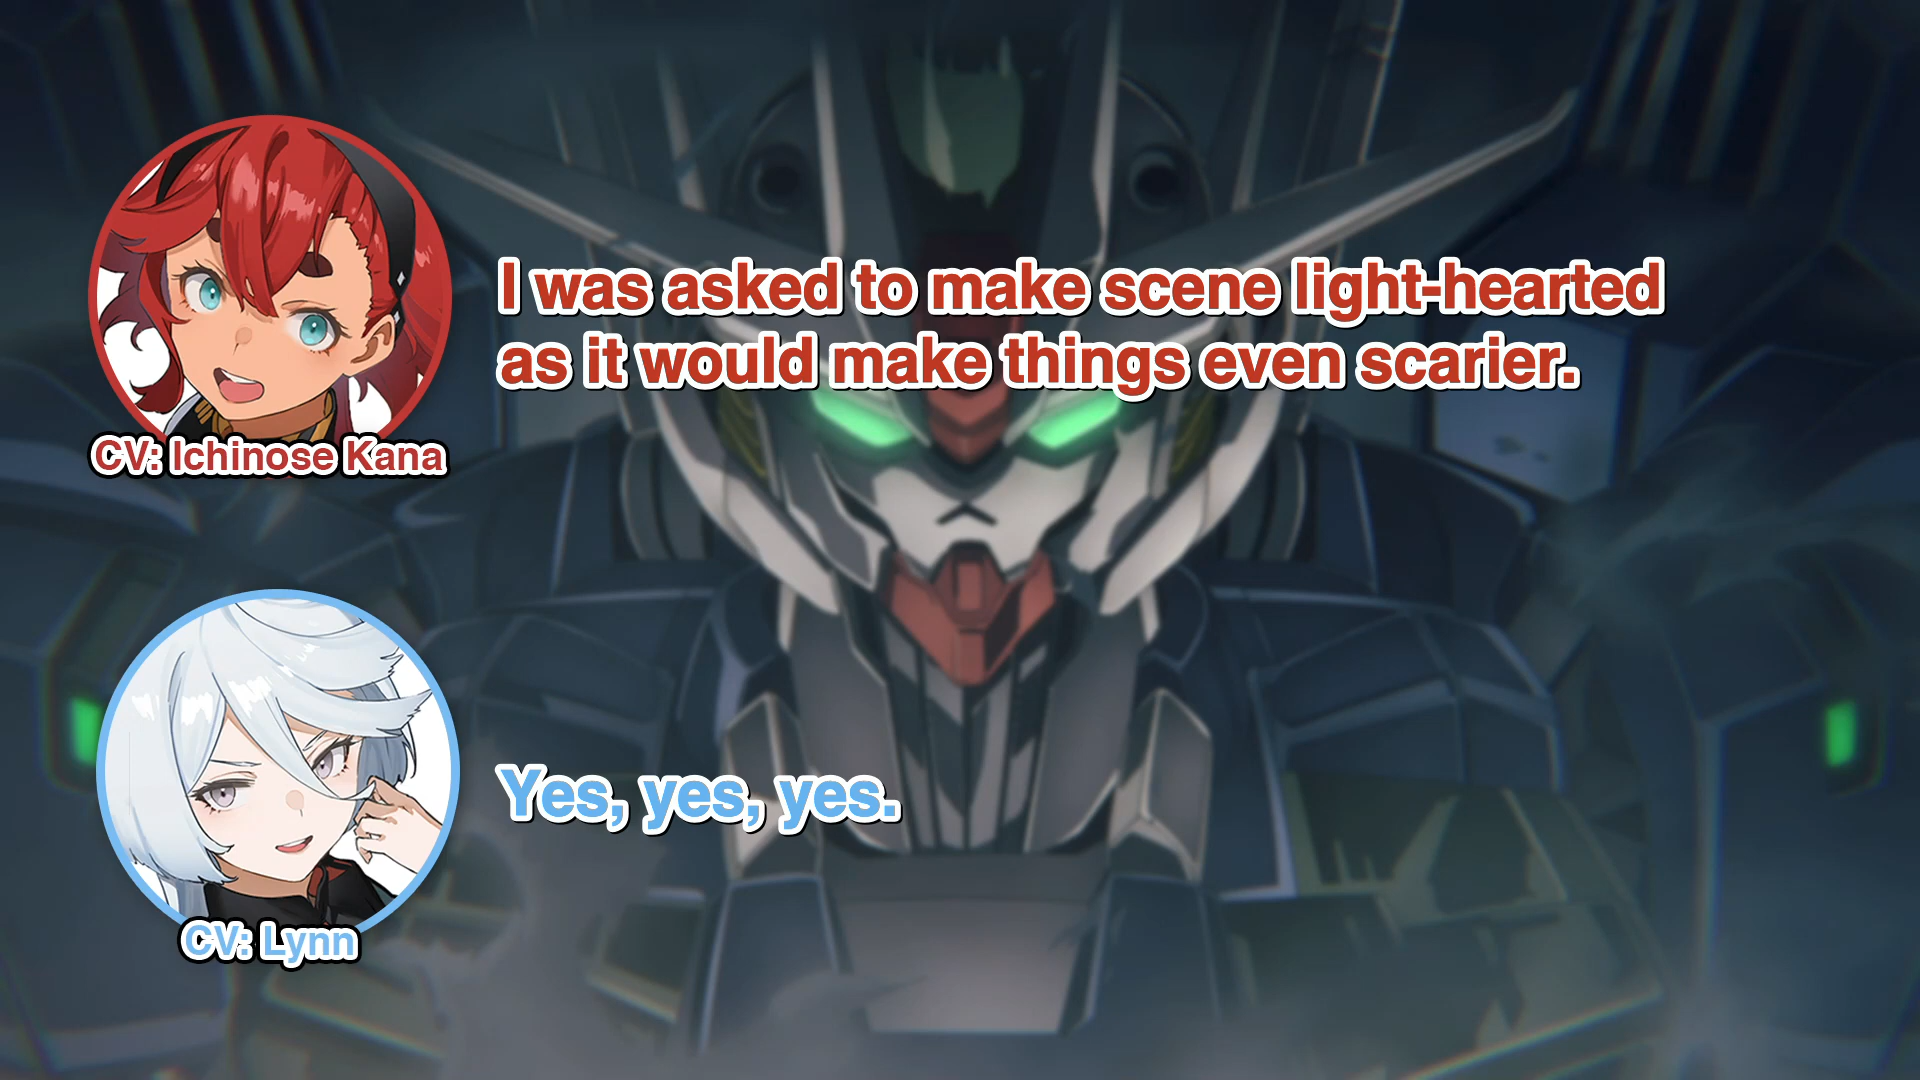 I was asked to make scene light-hearted
as it would make things even scarier.
CV: Ichinose Kana
Yes, yes, yes.
CV: Lynn